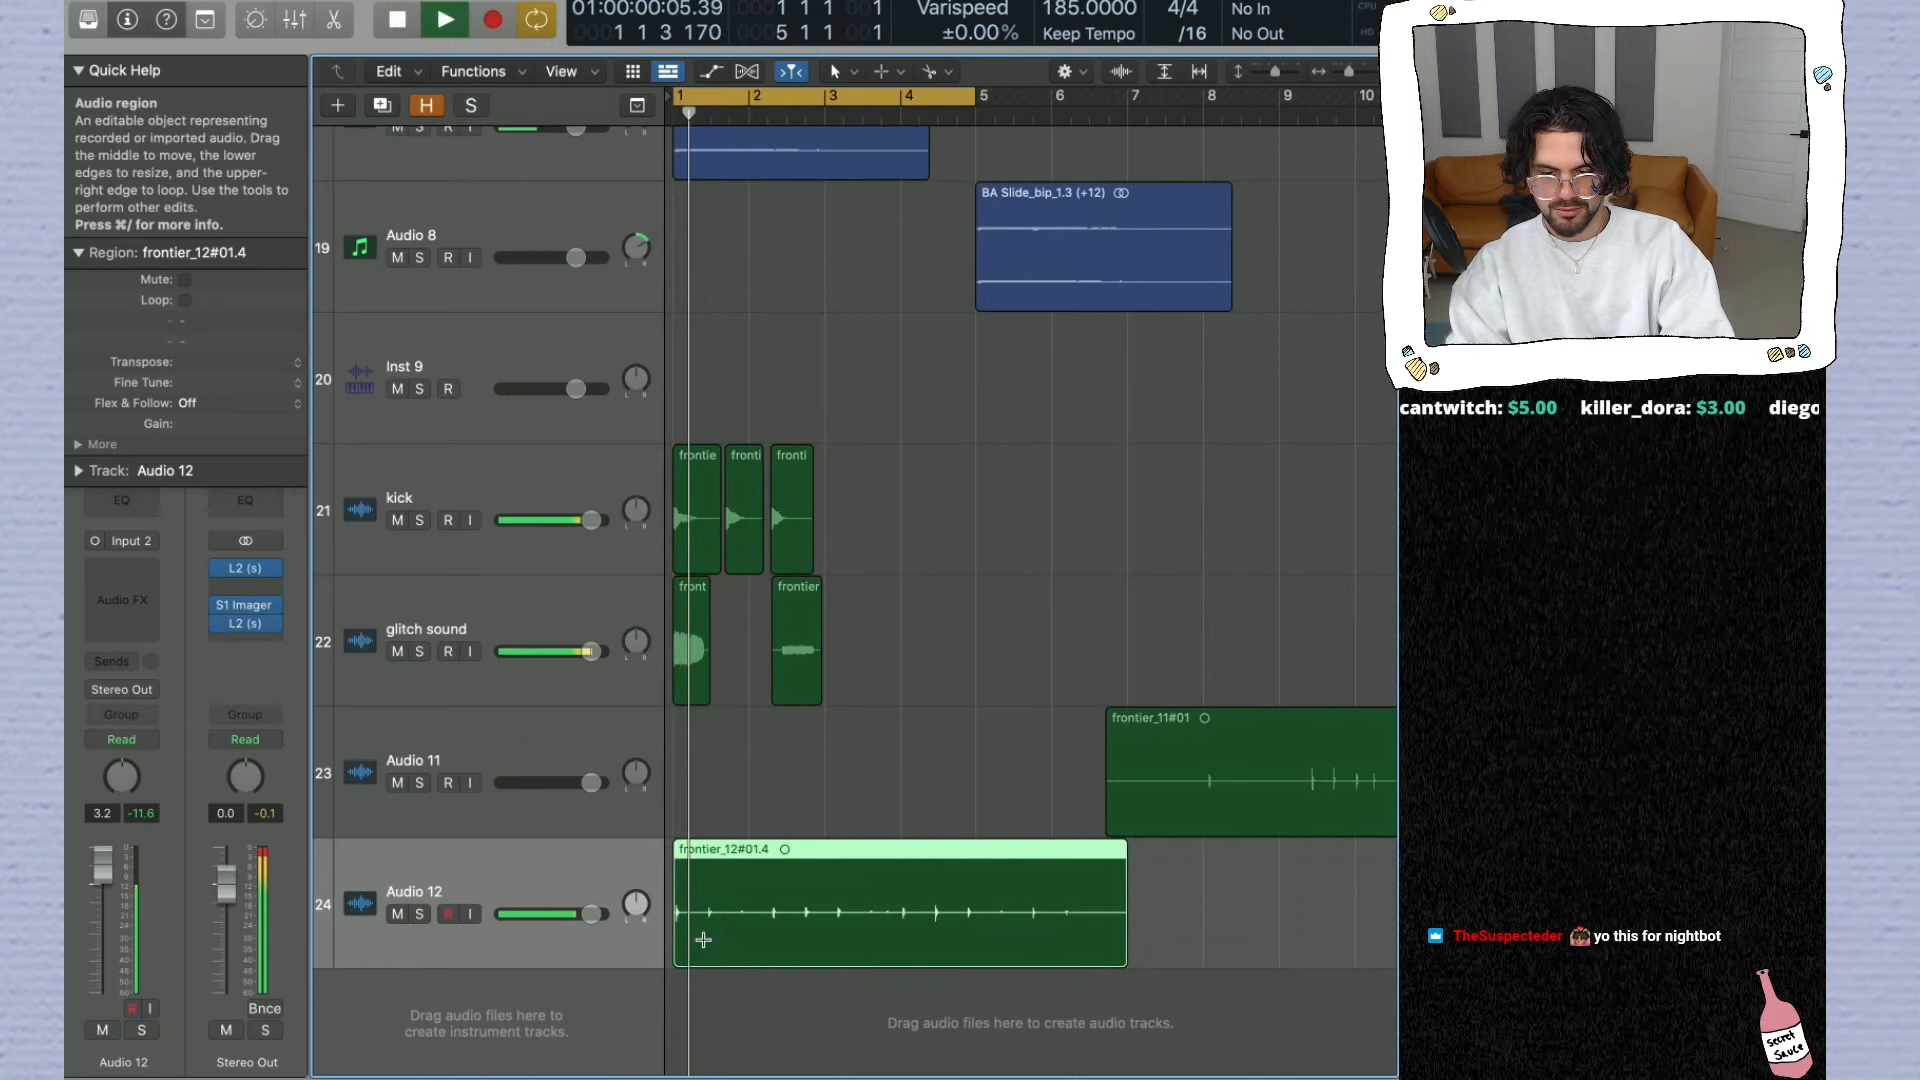 01:00:00:00:05.39
1 1 3 170
1 1 1 1
5 1 1 1
Varispeed
±0.00%
185.0000
Keep Tempo
4/4
/16
No In
No Out
CPU
HD
Quick Help
Audio region
An editable object representing
recorded or imported audio. Drag
the middle to move, the lower
edges to resize, and the upper-
right edge to loop. Use the tools to
perform other edits.
Press ⌘/ for more info.
Region: frontier_12#01.4
Mute:
Loop:
Transpose:
Fine Tune:
Flex & Follow: Off
Gain:
More
Track: Audio 12
EQ EQ
Input 2
L2 (s)
Audio FX
S1 Imager
L2 (s)
Sends
Stereo Out
Group Group
Read Read
3.2 -11.6 0.0 -0.1
R I Bnce
M S M S
Audio 12 Stereo Out
Edit Functions View
H S
1 2 3 4 5 6 7 8 9 10
M S R I
BA Slide_bip_1.3 (+12)
19 Audio 8
M S R I
20 Inst 9
M S R
frontie fronti fronti
21 kick
M S R I
front frontier
22 glitch sound
M S R I
frontier_11#01
23 Audio 11
M S R I
frontier_12#01.4
24 Audio 12
M S R I
Drag audio files here to
create instrument tracks.
Drag audio files here to create audio tracks.
cantwitch: $5.00 killer_dora: $3.00 diego
TheSuspecteder yo this for nightbot
secret
sauce